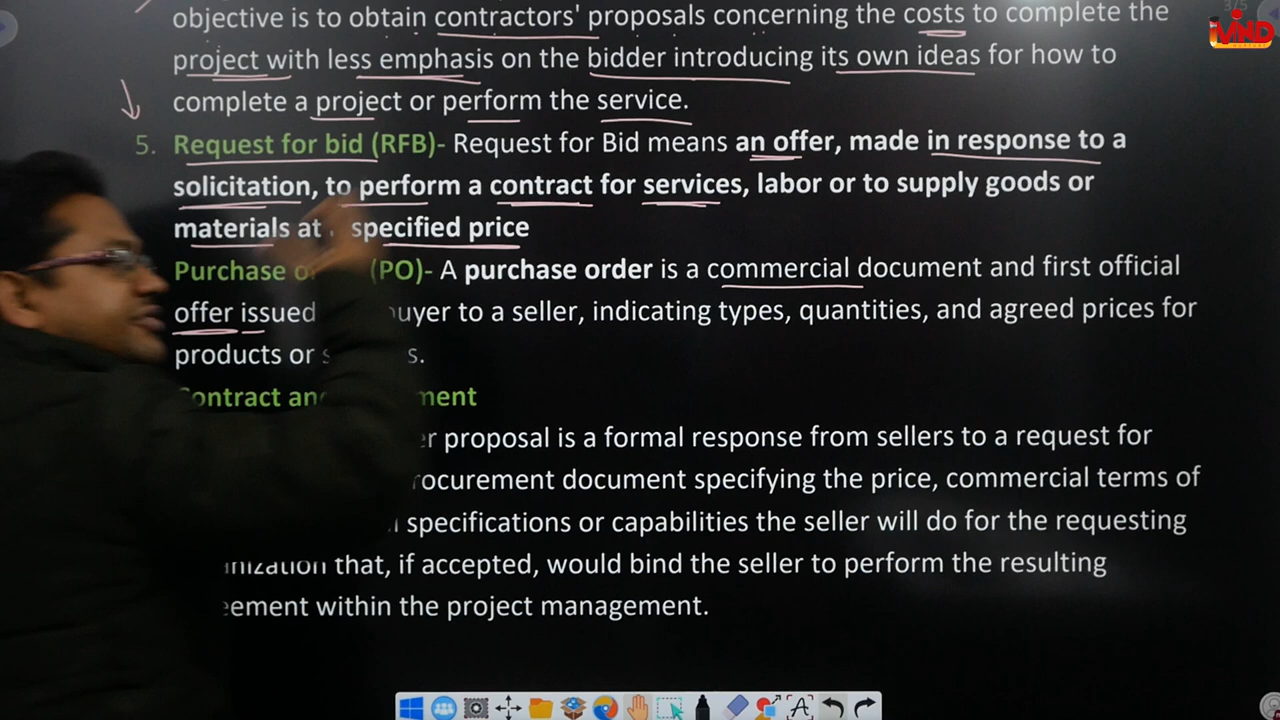 objective is to obtain contractors' proposals concerning the costs to complete the
project with less emphasis on the bidder introducing its own ideas for how to
complete a project or perform the service.
5. Request for bid (RFB)- Request for Bid means an offer, made in response to a
solicitation, to perform a contract for services, labor or to supply goods or
materials at specified price
Purchase (PO)- A purchase order is a commercial document and first official
offer issued uyer to a seller, indicating types, quantities, and agreed prices for
products or s s.
ontract an ment
er proposal is a formal response from sellers to a request for
rocurement document specifying the price, commercial terms of
specifications or capabilities the seller will do for the requesting
nization that, if accepted, would bind the seller to perform the resulting
ement within the project management.
3/5
MIND